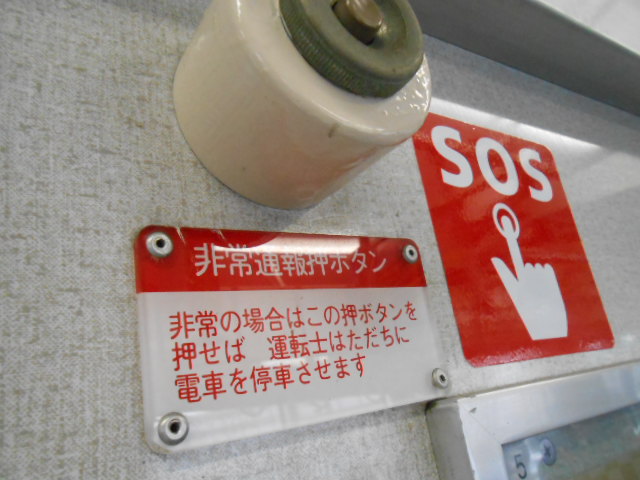 SOS
非常通報押ボタン
非常の場合はこの押ボタンを
押せば　運転士はただちに
電車を停車させます
5